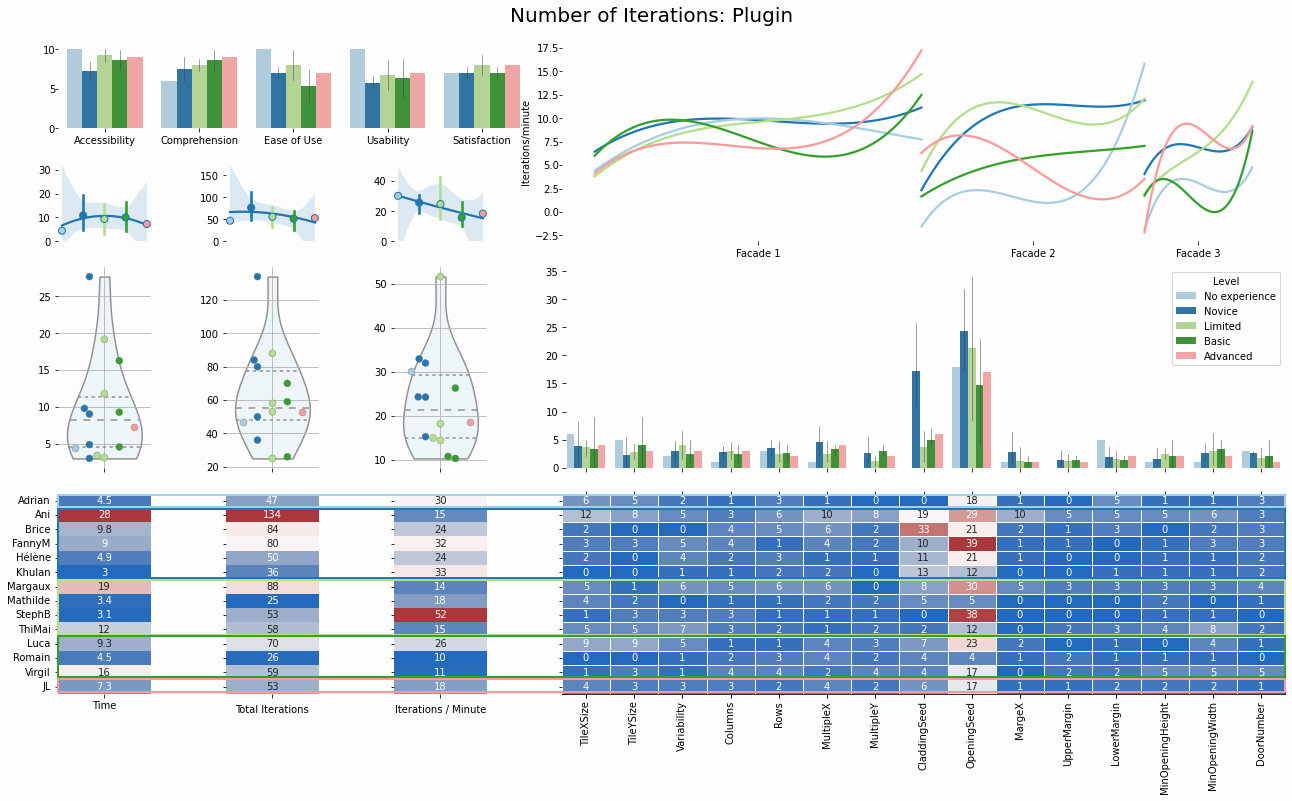 Number of Iterations: Plugin
10
5
0
Accessibility Comprehension Ease of Use Usability Satisfaction
Iterations/minute
17.5
15.0
12.5
10.0
7.5
5.0
2.5
0.0
−2.5
Facade 1 Facade 2 Facade 3
30
20
10
0
150
100
50
0
40
20
0
25
20
15
10
5
120
100
80
60
40
20
50
40
30
20
10
35
30
25
20
15
10
5
0
Level
No experience
Novice
Limited
Basic
Advanced
Adrian 4.5 47 30 6 5 2 1 3 1 0 0 18 1 0 5 1 1 3
Ani 28 134 15 12 8 5 3 6 10 8 19 29 10 5 5 5 6 3
Brice 9.8 84 24 2 0 0 4 5 6 2 33 21 2 1 3 0 2 3
FannyM 9 80 32 3 3 5 4 1 4 2 10 39 1 1 0 1 3 3
Hélène 4.9 50 24 2 0 4 2 3 1 1 11 21 1 0 0 1 1 2
Khulan 3 36 33 0 0 1 1 2 2 0 13 12 0 0 1 1 1 2
Margaux 19 88 14 5 1 6 5 6 6 0 8 30 5 3 3 3 3 4
Mathilde 3.4 25 18 4 2 0 1 1 2 2 5 5 0 0 0 2 0 1
StephB 3.1 53 52 1 3 3 3 1 1 1 0 38 0 0 0 1 1 0
ThiMai 12 58 15 5 5 7 3 2 1 2 2 12 0 2 3 4 8 2
Luca 9.3 70 26 9 9 5 1 1 4 3 7 23 2 0 1 0 4 1
Romain 4.5 26 10 0 0 1 2 3 4 2 4 4 1 2 1 1 1 0
Virgil 16 59 11 1 3 1 4 4 2 4 4 17 0 2 2 5 5 5
JL 7.3 53 18 4 3 3 3 2 4 2 6 17 1 1 2 2 2 1
Time Total Iterations Iterations / Minute
TileXSize
TileYSize
Variability
Columns
Rows
MultipleX
MultipleY
CladdingSeed
OpeningSeed
MargeX
UpperMargin
LowerMargin
MinOpeningHeight
MinOpeningWidth
DoorNumber